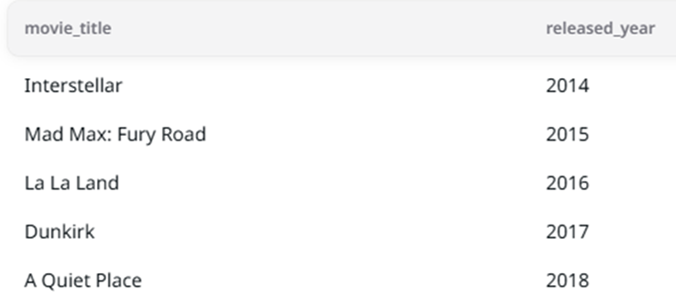 movie_title released_year
Interstellar 2014
Mad Max: Fury Road 2015
La La Land 2016
Dunkirk 2017
A Quiet Place 2018